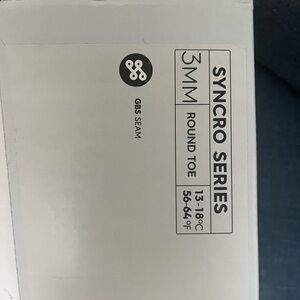 SYNCRO SERIES
3MM
ROUND TOE
13-18°C
56-64°F
GBS SEAM